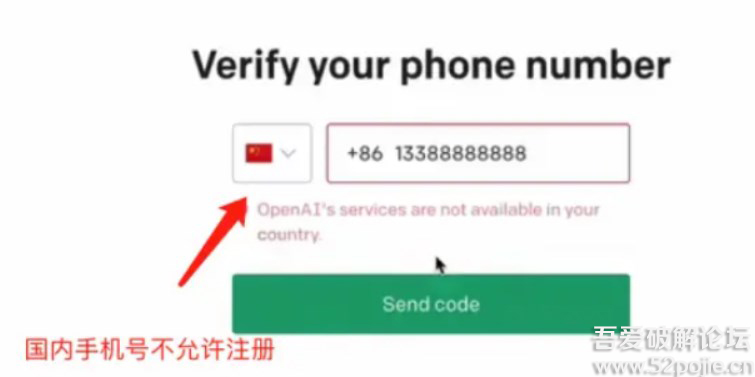 Verify your phone number
+86 13388888888
OpenAI's services are not available in your
country.
Send code
国内手机号不允许注册
吾爱破解论坛
www.52pojie.cn